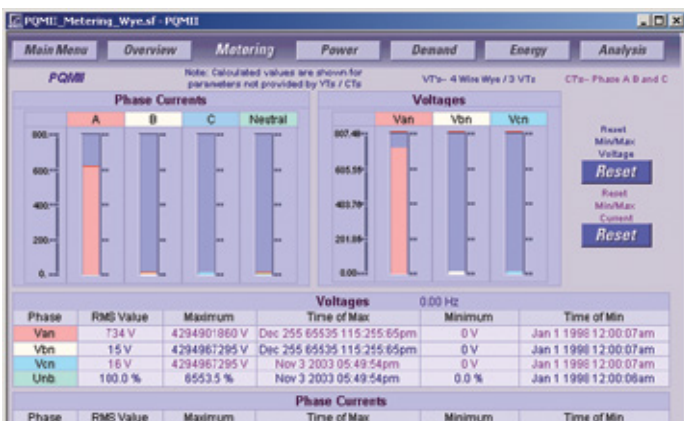 PQMII_Metering_Wye.sf - PQMII
Main Menu Overview Metering Power Demand Energy Analysis
PQMII
Note: Calculated values are shown for
parameters not provided by VTs / CTs
VTs- 4 Wire Wye / 3 VTs
CTs- Phase A B and C
Phase Currents
A B C Neutral
800.
600.
400.
200.
0.
Voltages
Van Vbn Vcn
807.40
605.55
403.70
201.85
0.00
Reset
Min/Max
Voltage
Reset
Reset
Min/Max
Current
Reset
Voltages 0.00 Hz
Phase RMS Value Maximum Time of Max Minimum Time of Min
Van 734 V 4294901860 V Dec 255 65535 115:255:65pm 0 V Jan 1 1998 12:00:07am
Vbn 15 V 4294967295 V Dec 255 65535 115:255:65pm 0 V Jan 1 1998 12:00:07am
Vcn 16 V 4294967295 V Nov 3 2003 05:49:54pm 0 V Jan 1 1998 12:00:07am
Unb. 100.0 % 6553.5 % Nov 3 2003 05:49:54pm 0.0 % Jan 1 1998 12:00:06am
Phase Currents
Phase RMS Value Maximum Time of Max Minimum Time of Min